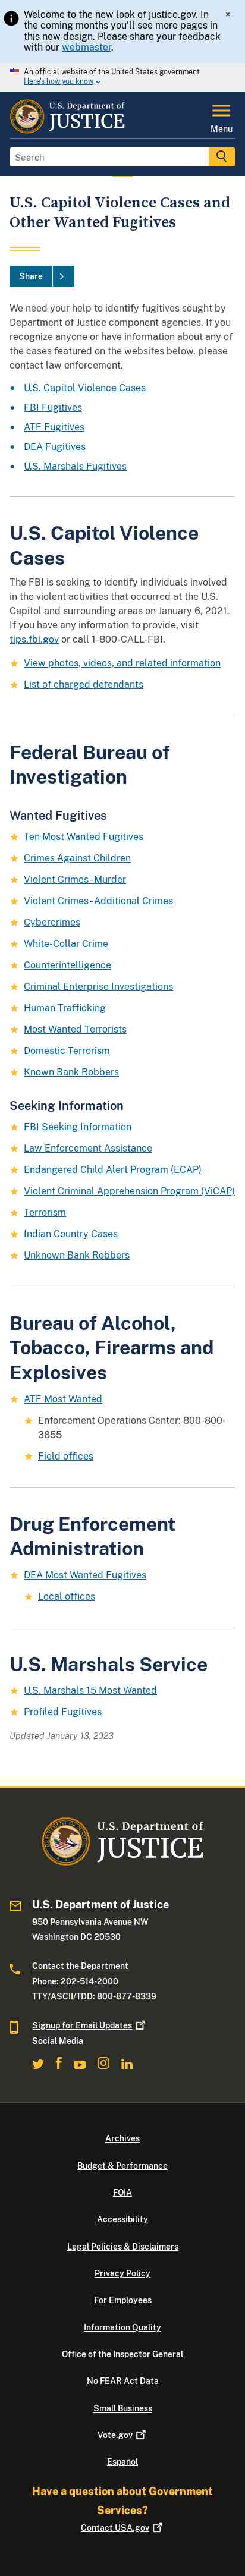 Welcome to the new look of justice.gov. In
the coming months you'll see more pages in
this new design. Please share your feedback
with our webmaster.
×
An official website of the United States government
Here's how you know
U.S. Department of
JUSTICE
Menu
Search
U.S. Capitol Violence Cases and
Other Wanted Fugitives
Share
We need your help to identify fugitives sought by
Department of Justice component agencies. If you
recognize anyone or have information about any of the
cases featured on the websites below, please
contact law enforcement.
U.S. Capitol Violence Cases
FBI Fugitives
ATF Fugitives
DEA Fugitives
U.S. Marshals Fugitives
U.S. Capitol Violence
Cases
The FBI is seeking to identify individuals involved
in the violent activities that occurred at the U.S.
Capitol and surrounding areas on January 6, 2021.
If you have information to provide, visit
tips.fbi.gov or call 1-800-CALL-FBI.
View photos, videos, and related information
List of charged defendants
Federal Bureau of
Investigation
Wanted Fugitives
Ten Most Wanted Fugitives
Crimes Against Children
Violent Crimes-Murder
Violent Crimes-Additional Crimes
Cybercrimes
White-Collar Crime
Counterintelligence
Criminal Enterprise Investigations
Human Trafficking
Most Wanted Terrorists
Domestic Terrorism
Known Bank Robbers
Seeking Information
FBI Seeking Information
Law Enforcement Assistance
Endangered Child Alert Program (ECAP)
Violent Criminal Apprehension Program (ViCAP)
Terrorism
Indian Country Cases
Unknown Bank Robbers
Bureau of Alcohol,
Tobacco, Firearms and
Explosives
ATF Most Wanted
Enforcement Operations Center: 800-800-
3855
Field offices
Drug Enforcement
Administration
DEA Most Wanted Fugitives
Local offices
U.S. Marshals Service
U.S. Marshals 15 Most Wanted
Profiled Fugitives
Updated January 13, 2023
U.S. Department of
JUSTICE
U.S. Department of Justice
950 Pennsylvania Avenue NW
Washington DC 20530
Contact the Department
Phone: 202-514-2000
TTY/ASCII/TDD: 800-877-8339
Signup for Email Updates
Social Media
Archives
Budget & Performance
FOIA
Accessibility
Legal Policies & Disclaimers
Privacy Policy
For Employees
Information Quality
Office of the Inspector General
No FEAR Act Data
Small Business
Vote.gov
Español
Have a question about Government
Services?
Contact USA.gov